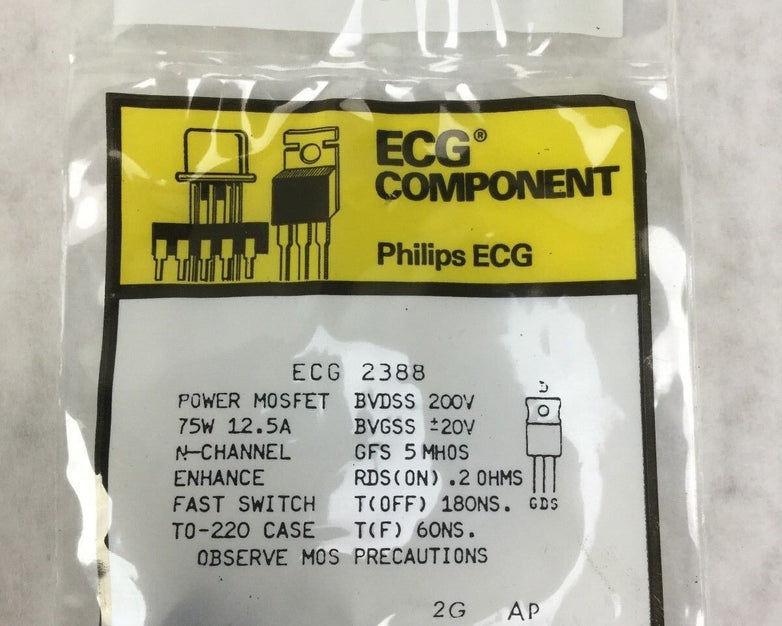 ECG®
COMPONENT
Philips ECG
ECG 2388
POWER MOSFET BVDSS 200V
75W 12.5A BVGSS ±20V
N-CHANNEL GFS 5 MHOS
ENHANCE RDS(ON) .2 OHMS
FAST SWITCH T(OFF) 180NS.
TO-220 CASE T(F) 60NS.
OBSERVE MOS PRECAUTIONS
D
GDS
2G AP